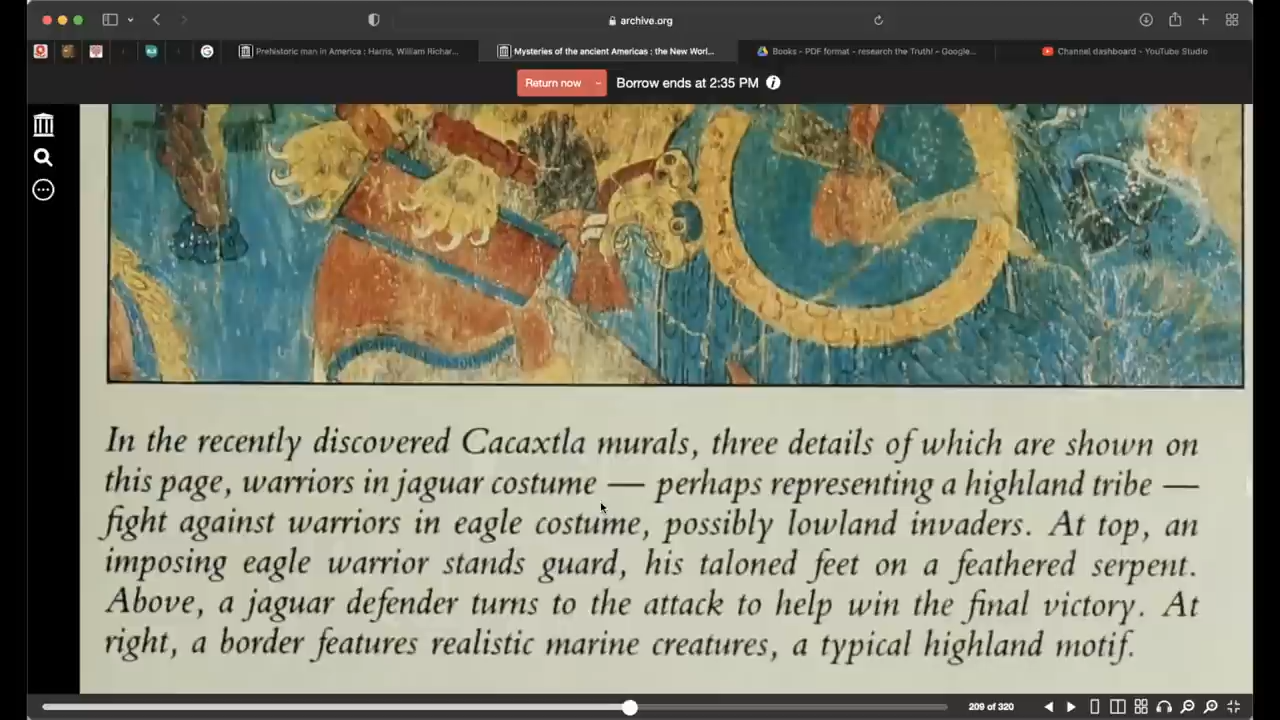 archive.org
Prehistoric man in America : Harris, William Richar...
Mysteries of the ancient Americas : the New Worl...
Books - PDF format - research the Truth! - Google...
Channel dashboard - YouTube Studio
Return now
Borrow ends at 2:35 PM
In the recently discovered Cacaxtla murals, three details of which are shown on
this page, warriors in jaguar costume — perhaps representing a highland tribe —
fight against warriors in eagle costume, possibly lowland invaders. At top, an
imposing eagle warrior stands guard, his taloned feet on a feathered serpent.
Above, a jaguar defender turns to the attack to help win the final victory. At
right, a border features realistic marine creatures, a typical highland motif.
209 of 320